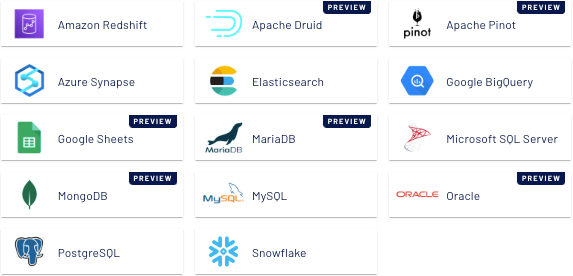 Amazon Redshift
PREVIEW
Apache Druid
PREVIEW
pinot
Apache Pinot
Azure Synapse
Elasticsearch
Google BigQuery
PREVIEW
Google Sheets
PREVIEW
MariaDB
MariaDB
Microsoft SQL Server
PREVIEW
MongoDB
MySQL
MySQL
PREVIEW
ORACLE
Oracle
PostgreSQL
Snowflake